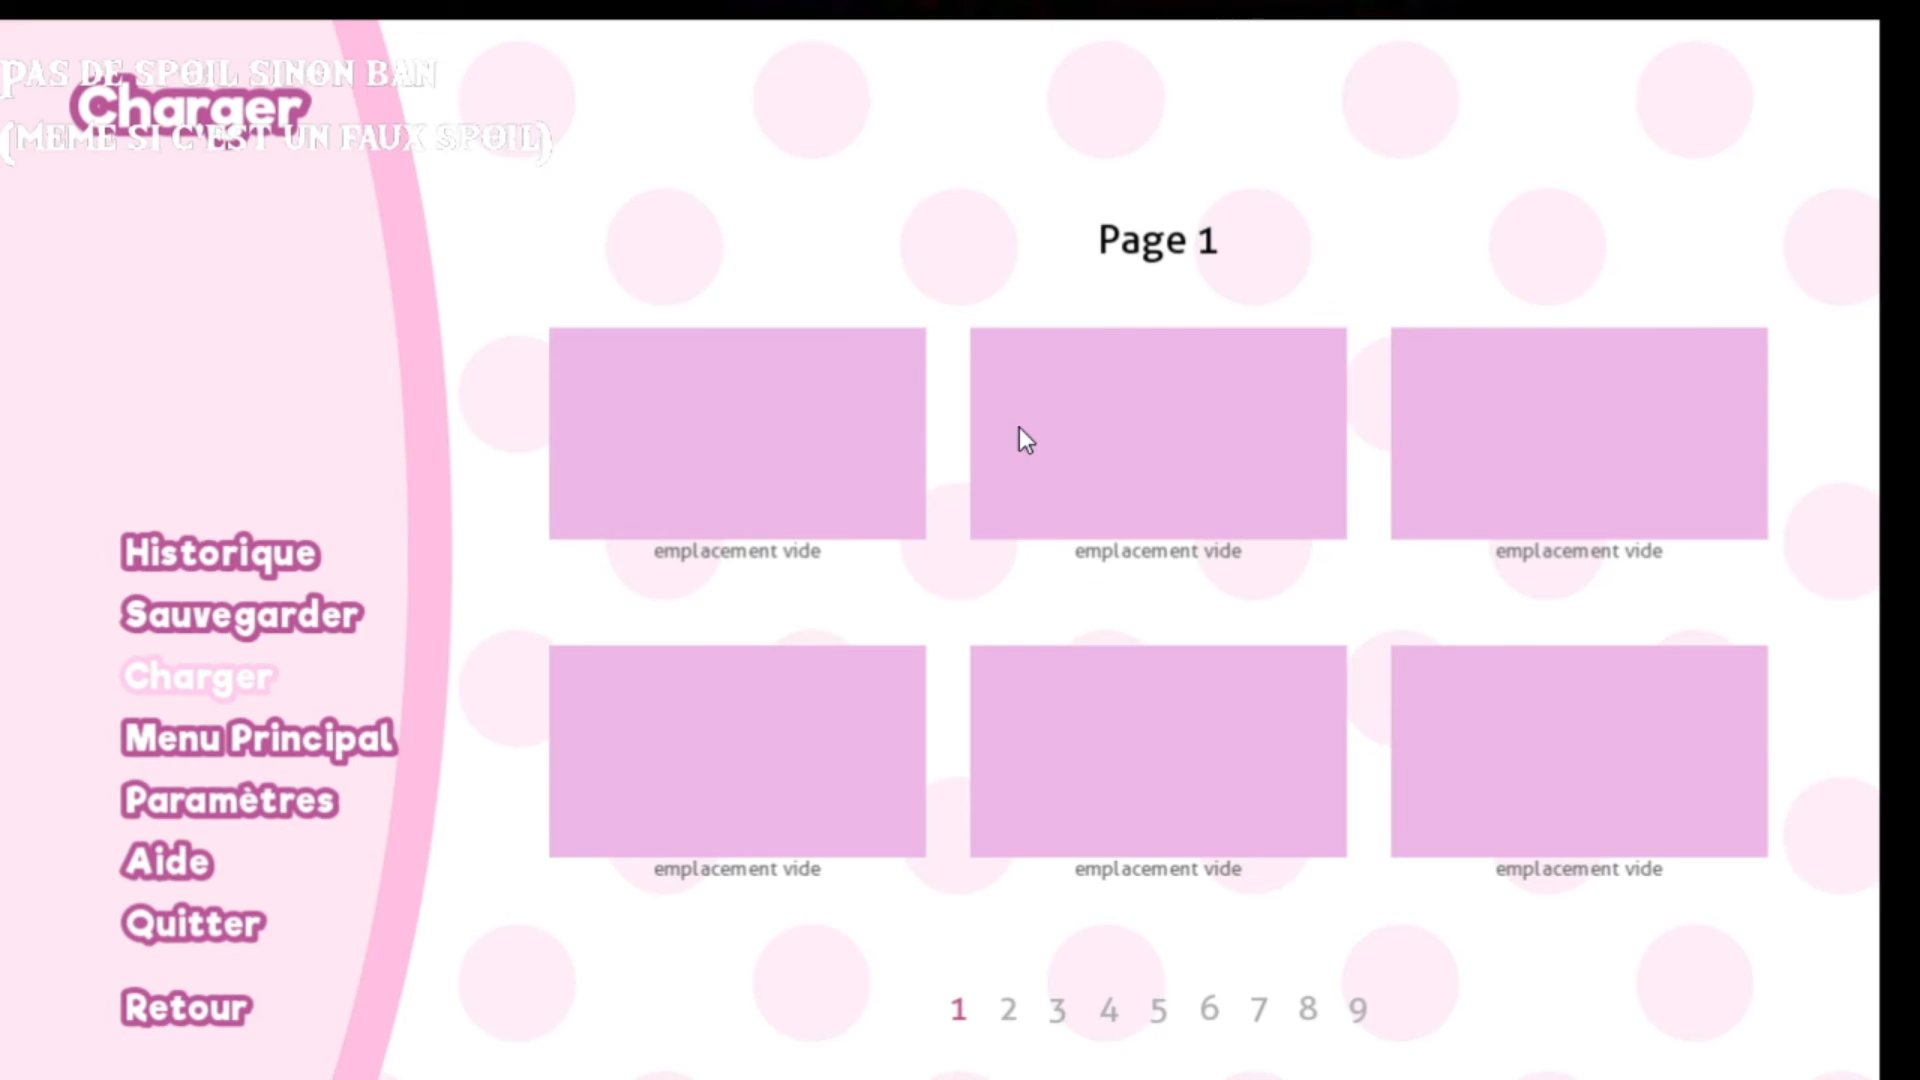 PAS DE SPOIL SINON BAN
Charger
(MEME SI C'EST UN FAUX SPOIL)
Page 1
emplacement vide emplacement vide emplacement vide
Historique
Sauvegarder
Charger
Menu Principal
Paramètres
Aide
Quitter
Retour
emplacement vide emplacement vide emplacement vide
1 2 3 4 5 6 7 8 9